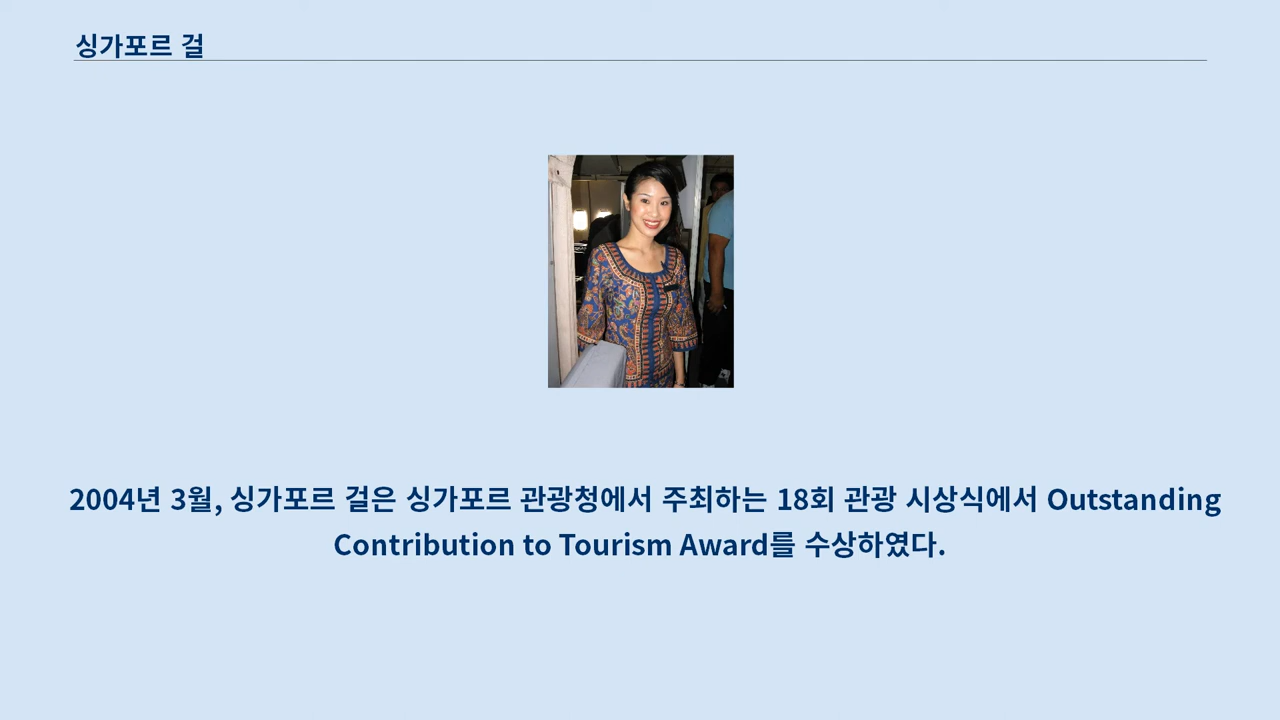 싱가포르 걸
2004년 3월, 싱가포르 걸은 싱가포르 관광청에서 주최하는 18회 관광 시상식에서 Outstanding
Contribution to Tourism Award를 수상하였다.